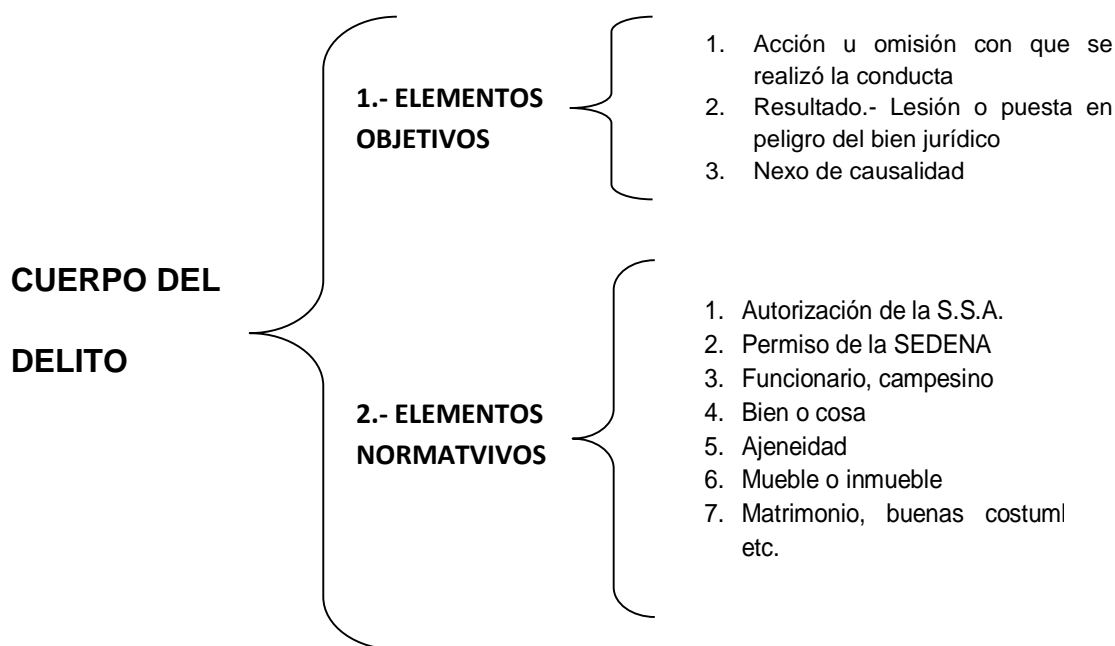 CUERPO DEL
DELITO
1.- ELEMENTOS
OBJETIVOS
1. Acción u omisión con que se
realizó la conducta
2. Resultado.- Lesión o puesta en
peligro del bien jurídico
3. Nexo de causalidad
2.- ELEMENTOS
NORMATVIVOS
1. Autorización de la S.S.A.
2. Permiso de la SEDENA
3. Funcionario, campesino
4. Bien o cosa
5. Ajeneidad
6. Mueble o inmueble
7. Matrimonio, buenas
etc.